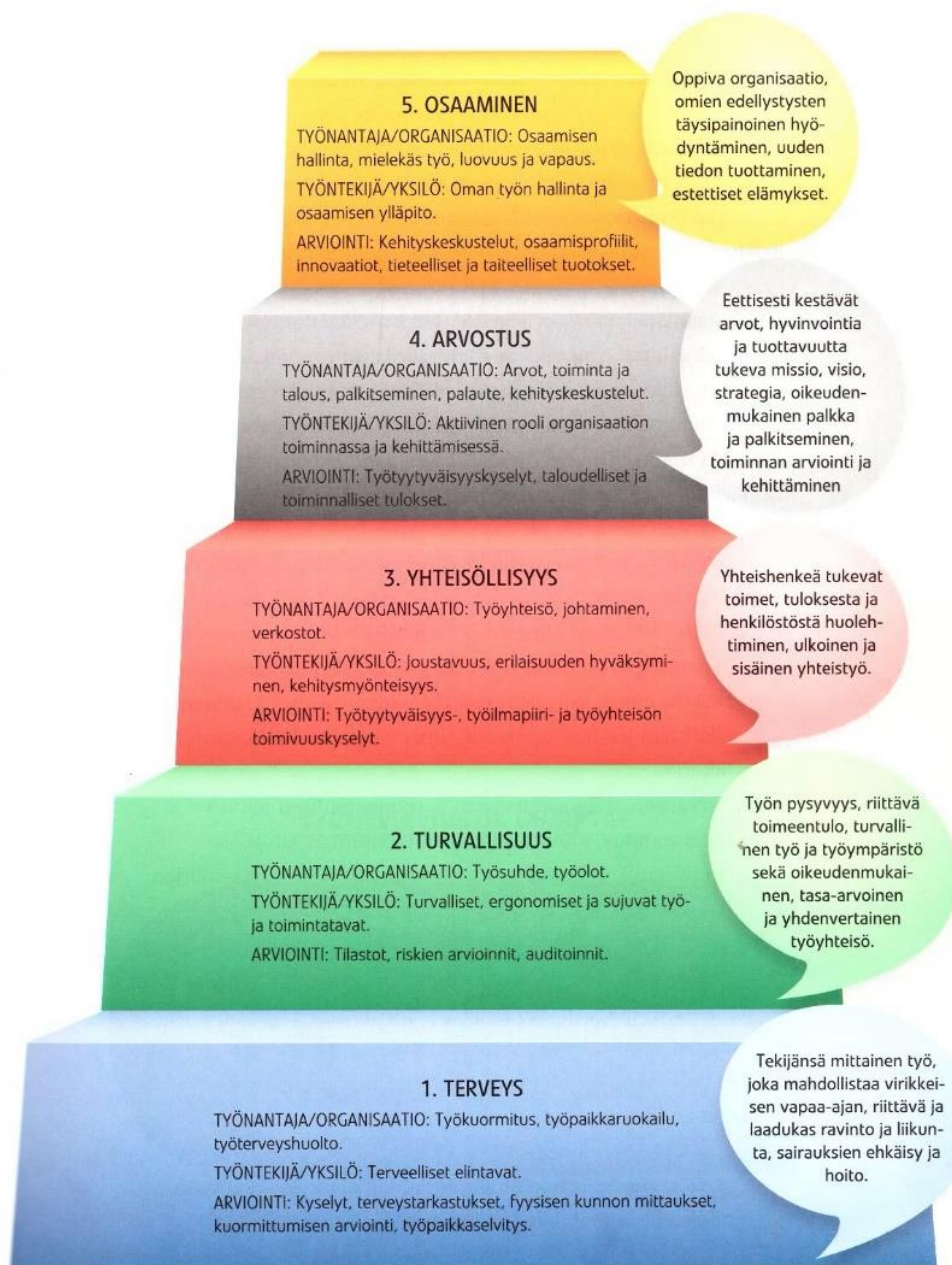 5. OSAAMINEN
TYÖNANTAJA/ORGANISAATIO: Osaamisen
hallinta, mielekäs työ, luovuus ja vapaus.
TYÖNTEKIJÄ/YKSILÖ: Oman työn hallinta ja
osaamisen ylläpito.
ARVIOINTI: Kehityskeskustelut, osaamisprofiilit,
innovaatiot, tieteelliset ja taiteelliset tuotokset.
Oppiva organisaatio,
omien edellystysten
täysipainoinen hyö-
dyntäminen, uuden
tiedon tuottaminen,
estettiset elämykset.
4. ARVOSTUS
TYÖNANTAJA/ORGANISAATIO: Arvot, toiminta ja
talous, palkitseminen, palaute, kehityskeskustelut.
TYÖNTEKIJÄ/YKSILÖ: Aktiivinen rooli organisaation
toiminnassa ja kehittämisessä.
ARVIOINTI: Työtyytyväisyyskyselyt, taloudelliset ja
toiminnalliset tulokset.
Eettisesti kestävät
arvot, hyvinvointia
ja tuottavuutta
tukeva missio, visio,
strategia, oikeuden-
mukainen palkka
ja palkitseminen,
toiminnan arviointi ja
kehittäminen
3. YHTEISÖLLISYYS
TYÖNANTAJA/ORGANISAATIO: Työyhteisö, johtaminen,
verkostot.
TYÖNTEKIJÄ/YKSILÖ: Joustavuus, erilaisuuden hyväksymi-
nen, kehitysmyönteisyys.
ARVIOINTI: Työtyytyväisyys-, työilmapiiri- ja työyhteisön
toimivuuskyselyt.
Yhteishenkeä tukevat
toimet, tuloksesta ja
henkilöstöstä huoleh-
timinen, ulkoinen ja
sisäinen yhteistyö.
2. TURVALLISUUS
TYÖNANTAJA/ORGANISAATIO: Työsuhde, työolot.
TYÖNTEKIJÄ/YKSILÖ: Turvalliset, ergonomiset ja sujuvat työ-
ja toimintatavat.
ARVIOINTI: Tilastot, riskien arvioinnit, auditoinnit.
Työn pysyvyys, riittävä
toimeentulo, turvalli-
nen työ ja työympäristö
sekä oikeudenmukai-
nen, tasa-arvoinen
ja yhdenvertainen
työyhteisö.
1. TERVEYS
TYÖNANTAJA/ORGANISAATIO: Työkuormitus, työpaikkaruokailu,
työterveyshuolto.
TYÖNTEKIJÄ/YKSILÖ: Terveelliset elintavat.
ARVIOINTI: Kyselyt, terveystarkastukset, fyysisen kunnon mittaukset,
kuormittumisen arviointi, työpaikkaselvitys.
Tekijänsä mittainen työ,
joka mahdollistaa virikkei-
sen vapaa-ajan, riittävä ja
laadukas ravinto ja liikun-
ta, sairauksien ehkäisy ja
hoito.